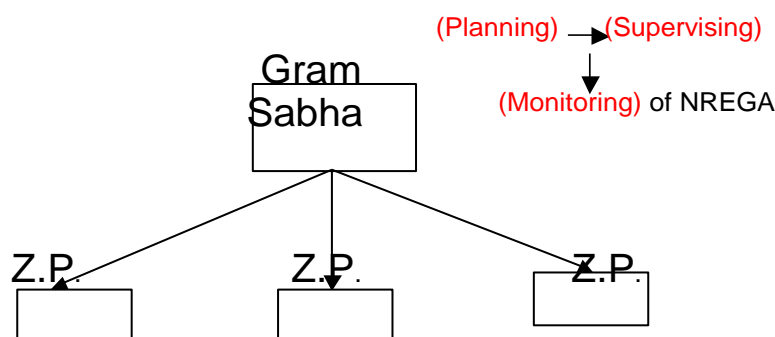 (Planning) (Supervising)
(Monitoring) of NREGA
Gram
Sabha
Z.P. Z.P. Z.P.